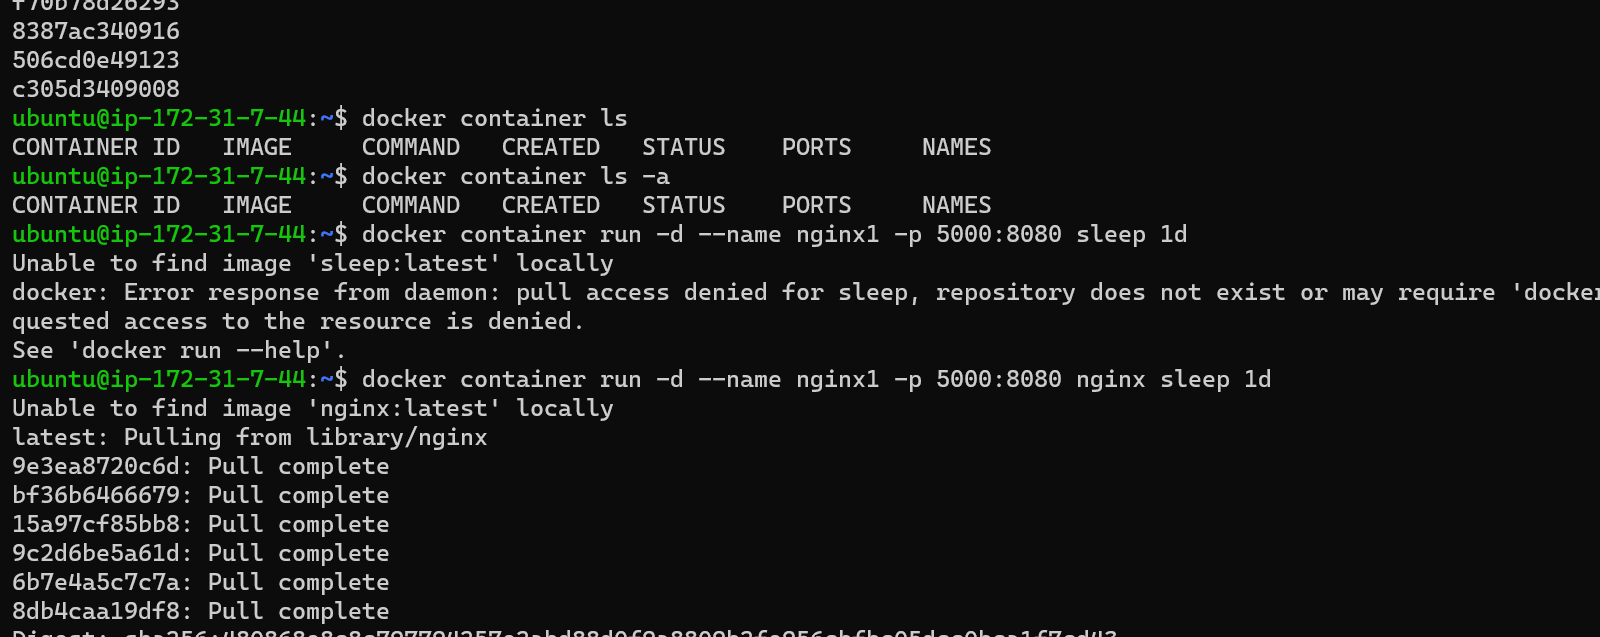 f70b78d26293
8387ac340916
506cd0e49123
c305d3409008
ubuntu@ip-172-31-7-44:~$ docker container ls
CONTAINER ID   IMAGE     COMMAND   CREATED   STATUS    PORTS     NAMES
ubuntu@ip-172-31-7-44:~$ docker container ls -a
CONTAINER ID   IMAGE     COMMAND   CREATED   STATUS    PORTS     NAMES
ubuntu@ip-172-31-7-44:~$ docker container run -d --name nginx1 -p 5000:8080 sleep 1d
Unable to find image 'sleep:latest' locally
docker: Error response from daemon: pull access denied for sleep, repository does not exist or may require 'docker
quested access to the resource is denied.
See 'docker run --help'.
ubuntu@ip-172-31-7-44:~$ docker container run -d --name nginx1 -p 5000:8080 nginx sleep 1d
Unable to find image 'nginx:latest' locally
latest: Pulling from library/nginx
9e3ea8720c6d: Pull complete
bf36b6466679: Pull complete
15a97cf85bb8: Pull complete
9c2d6be5a61d: Pull complete
6b7e4a5c7c7a: Pull complete
8db4caa19df8: Pull complete
Digest: